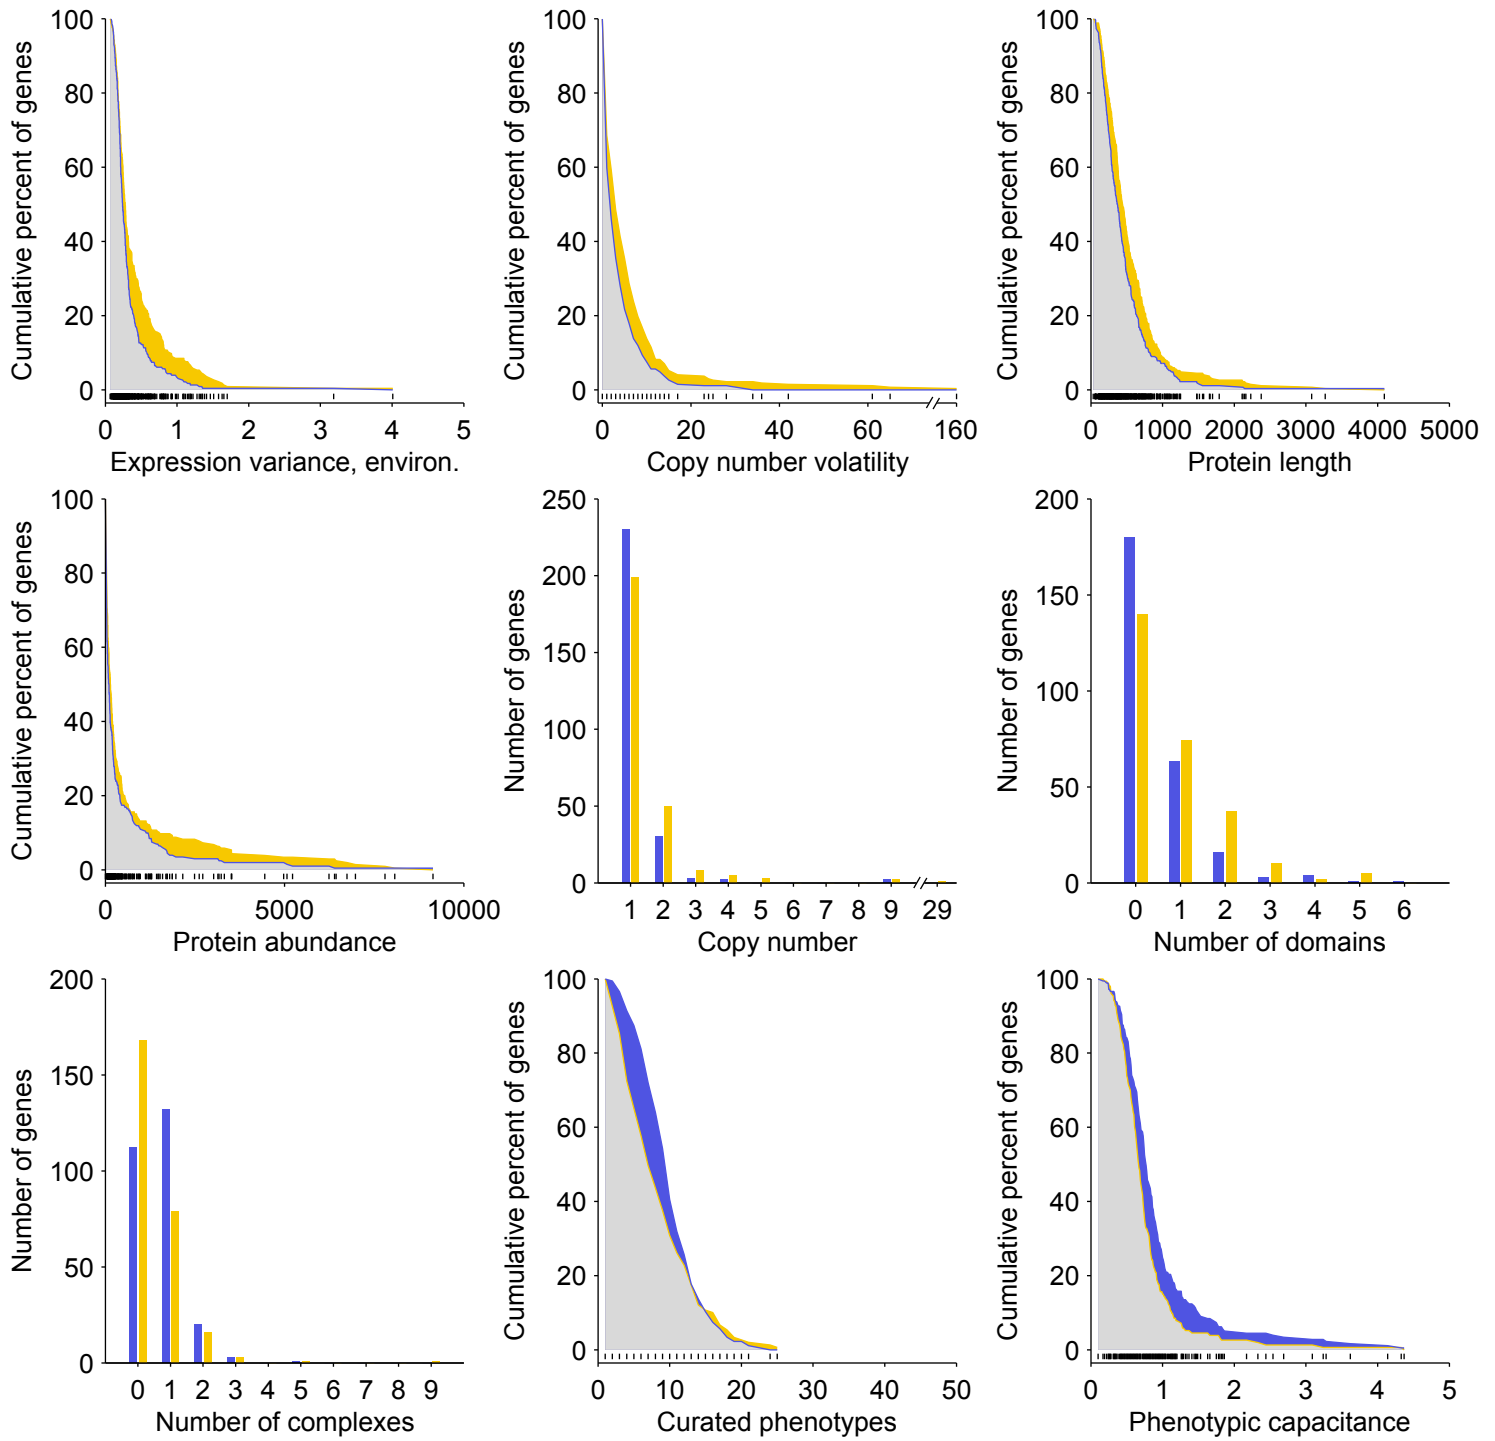 Cumulative percent of genes
100
80
60
40
20
0
0 1 2 3 4 5
Expression variance, environ.
Cumulative percent of genes
100
80
60
40
20
0
0 20 40 60 160
Copy number volatility
Cumulative percent of genes
100
80
60
40
20
0
0 1000 2000 3000 4000 5000
Protein length
Cumulative percent of genes
100
80
60
40
20
0
0 5000 10000
Protein abundance
Number of genes
250
200
150
100
50
0
1 2 3 4 5 6 7 8 9 29
Copy number
Number of genes
200
150
100
50
0
0 1 2 3 4 5 6
Number of domains
Number of genes
200
150
100
50
0
0 1 2 3 4 5 6 7 8 9
Number of complexes
Cumulative percent of genes
100
80
60
40
20
0
0 10 20 30 40 50
Curated phenotypes
Cumulative percent of genes
100
80
60
40
20
0
0 1 2 3 4 5
Phenotypic capacitance